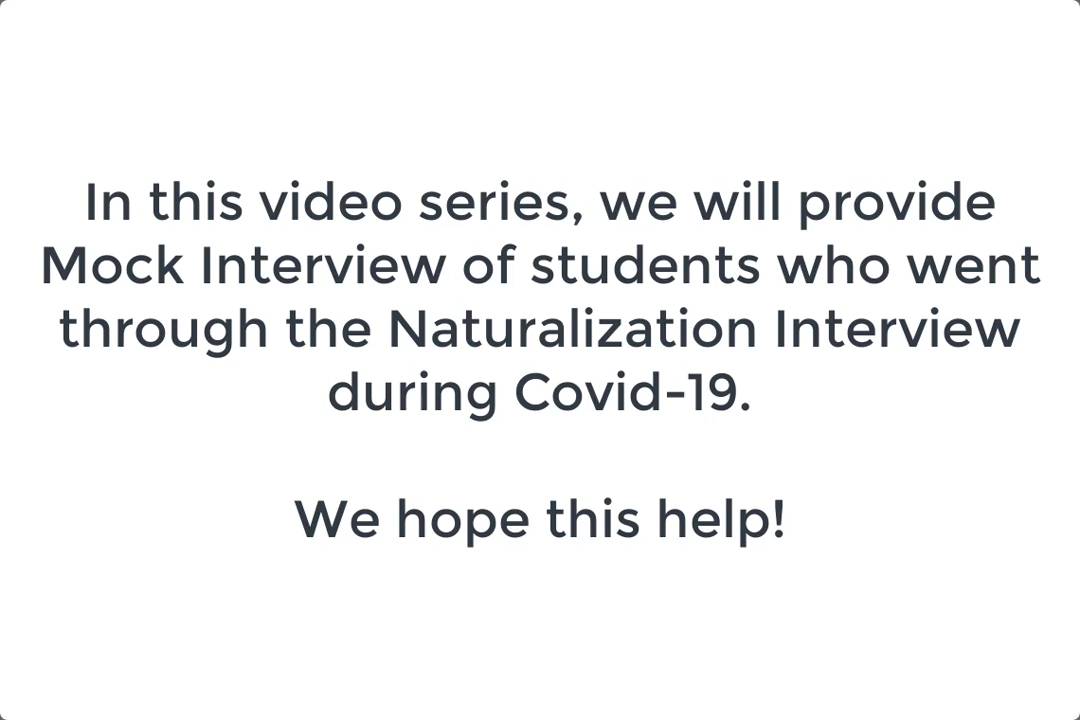 In this video series, we will provide
Mock Interview of students who went
through the Naturalization Interview
during Covid-19.
We hope this help!